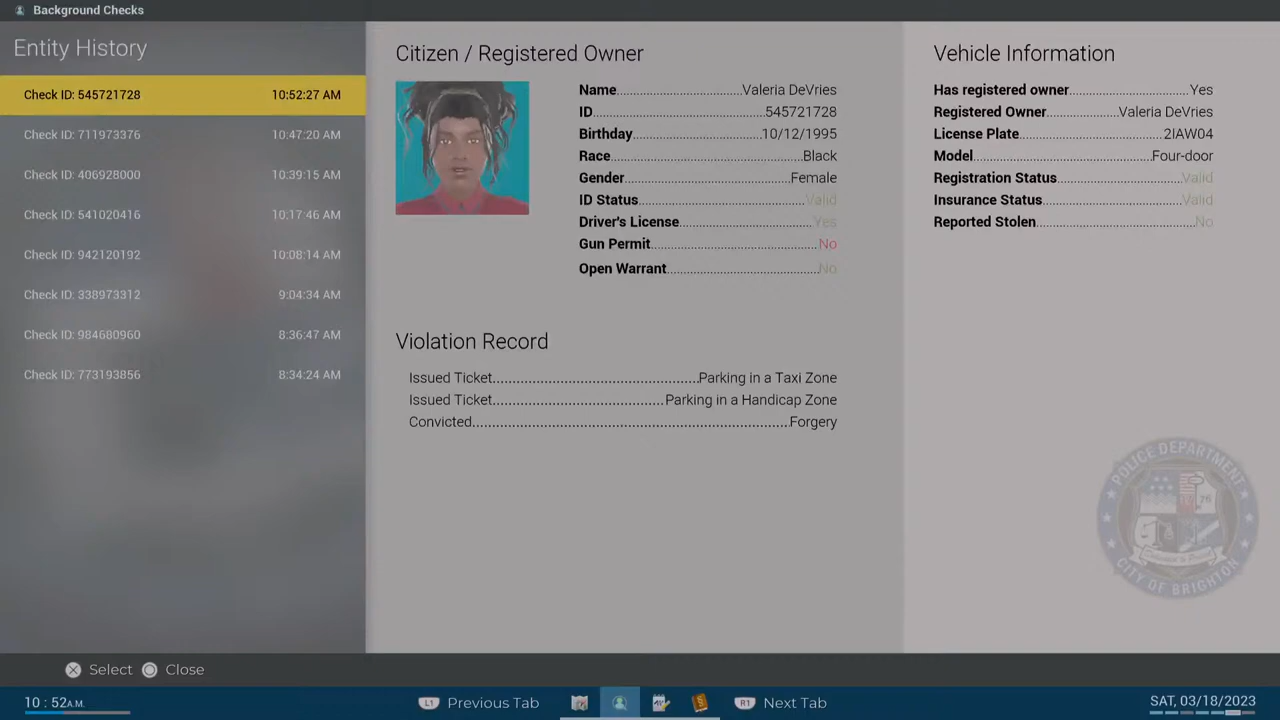 Background Checks
Entity History
Check ID: 545721728 10:52:27 AM
Check ID: 711973376 10:47:20 AM
Check ID: 406928000 10:39:15 AM
Check ID: 541020416 10:17:46 AM
Check ID: 942120192 10:08:14 AM
Check ID: 338973312 9:04:34 AM
Check ID: 984680960 8:36:47 AM
Check ID: 773193856 8:34:24 AM
Citizen / Registered Owner
Name Valeria DeVries
ID 545721728
Birthday 10/12/1995
Race Black
Gender Female
ID Status Valid
Driver's License Yes
Gun Permit No
Open Warrant No
Violation Record
Issued Ticket Parking in a Taxi Zone
Issued Ticket Parking in a Handicap Zone
Convicted Forgery
Vehicle Information
Has registered owner Yes
Registered Owner Valeria DeVries
License Plate 2IAW04
Model Four-door
Registration Status Valid
Insurance Status Valid
Reported Stolen No
POLICE DEPARTMENT
76
CITY OF BRIGHTON
Select Close
10 : 52 A.M.
L1 Previous Tab
R1 Next Tab
SAT, 03/18/2023